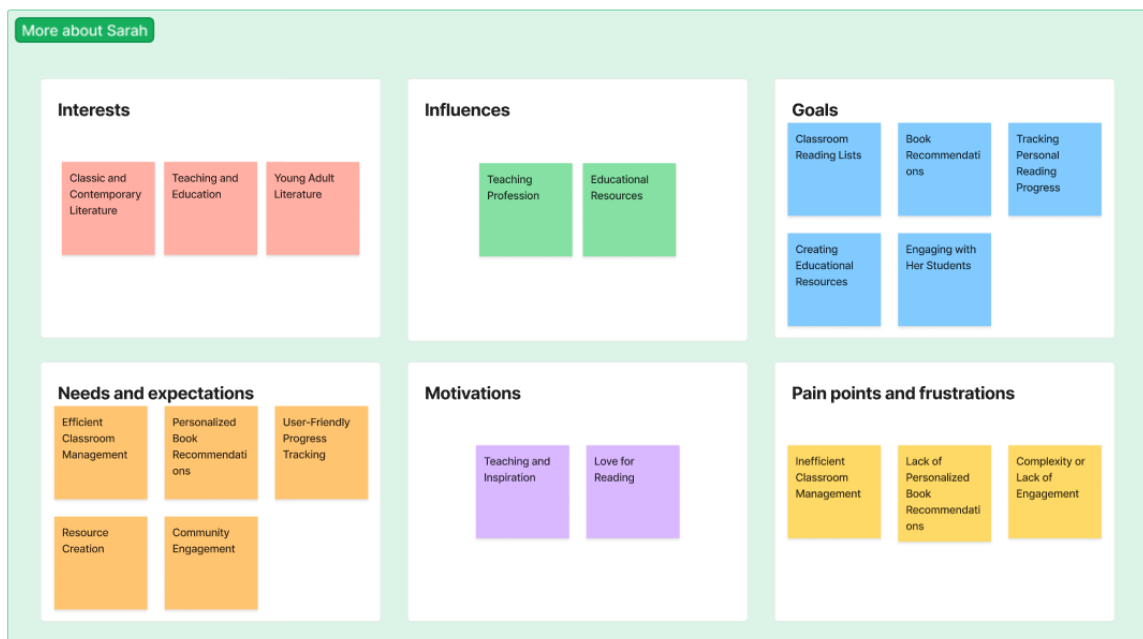 More about Sarah
Interests
Classic and
Contemporary
Literature
Teaching and
Education
Young Adult
Literature
Influences
Teaching
Profession
Educational
Resources
Goals
Classroom
Reading Lists
Book
Recommendati
ons
Tracking
Personal
Reading
Progress
Creating
Educational
Resources
Engaging with
Her Students
Needs and expectations
Efficient
Classroom
Management
Personalized
Book
Recommendati
ons
User-Friendly
Progress
Tracking
Resource
Creation
Community
Engagement
Motivations
Teaching and
Inspiration
Love for
Reading
Pain points and frustrations
Inefficient
Classroom
Management
Lack of
Personalized
Book
Recommendati
ons
Complexity or
Lack of
Engagement